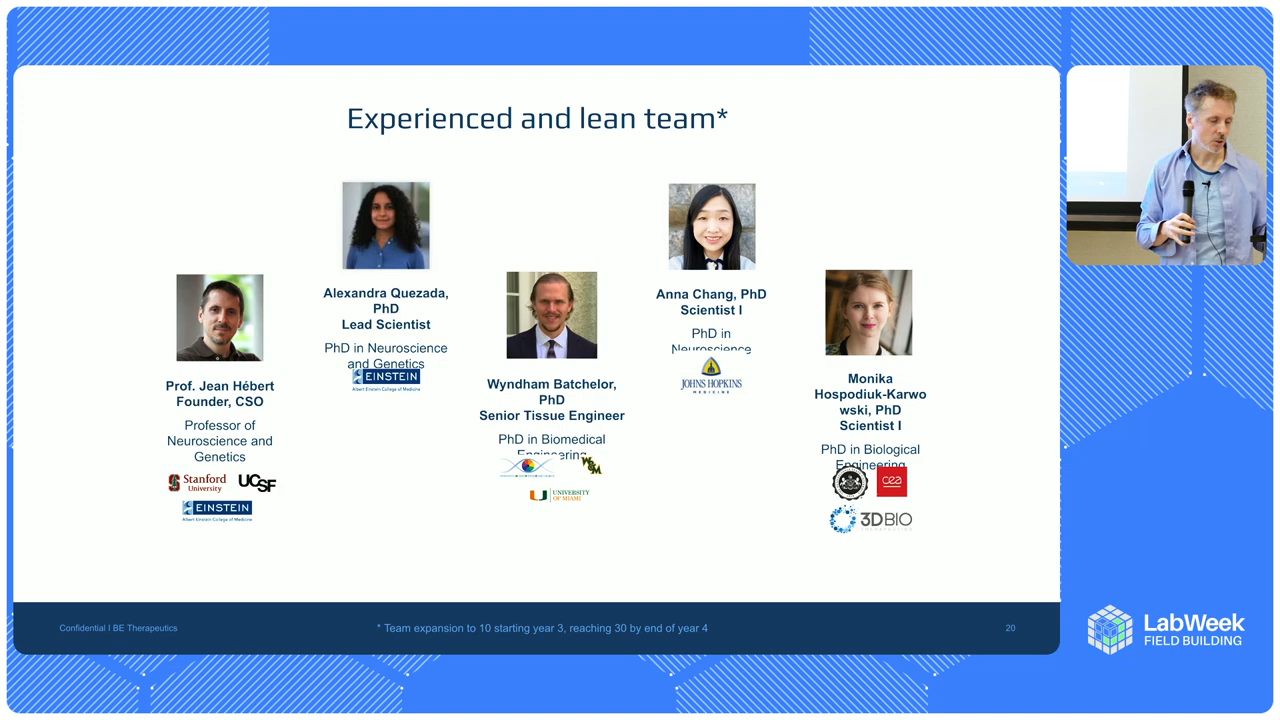 Experienced and lean team*
Prof. Jean Hébert
Founder, CSO
Professor of
Neuroscience and
Genetics
Stanford
University
UCSF
EINSTEIN
Albert Einstein College of Medicine
Alexandra Quezada,
PhD
Lead Scientist
PhD in Neuroscience
and Genetics
EINSTEIN
Albert Einstein College of Medicine
Wyndham Batchelor,
PhD
Senior Tissue Engineer
PhD in Biomedical
Engineering
W&M
U
UNIVERSITY
OF MIAMI
Anna Chang, PhD
Scientist I
PhD in
Neuroscience
JOHNS HOPKINS
MEDICINE
Monika
Hospodiuk-Karwo
wski, PhD
Scientist I
PhD in Biological
Engineering
cea
3DBIO
Confidential I BE Therapeutics
* Team expansion to 10 starting year 3, reaching 30 by end of year 4
20
LabWeek
FIELD BUILDING